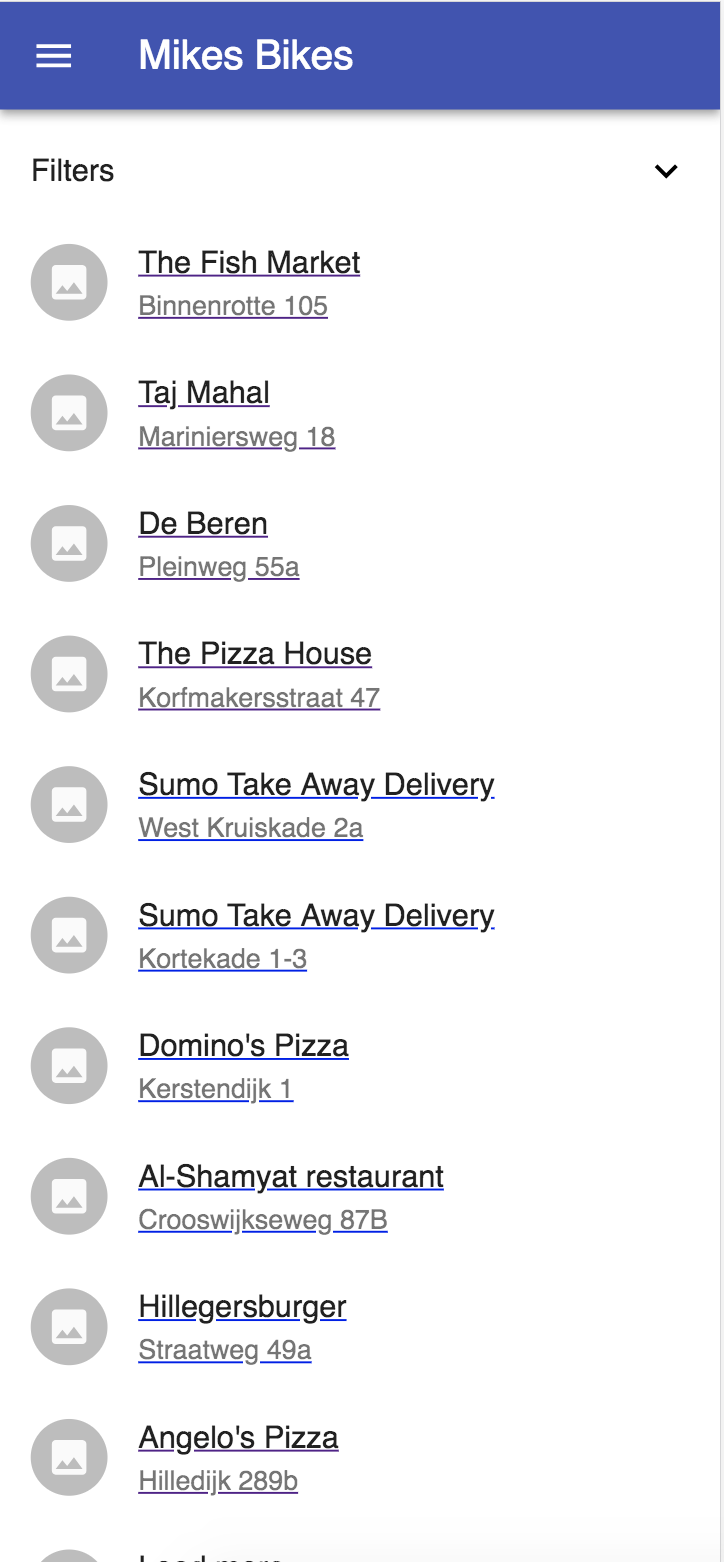 Mikes Bikes
Filters
The Fish Market
Binnenrotte 105
Taj Mahal
Mariniersweg 18
De Beren
Pleinweg 55a
The Pizza House
Korfmakersstraat 47
Sumo Take Away Delivery
West Kruiskade 2a
Sumo Take Away Delivery
Kortekade 1-3
Domino's Pizza
Kerstendijk 1
Al-Shamyat restaurant
Crooswijkseweg 87B
Hillegersburger
Straatweg 49a
Angelo's Pizza
Hilledijk 289b